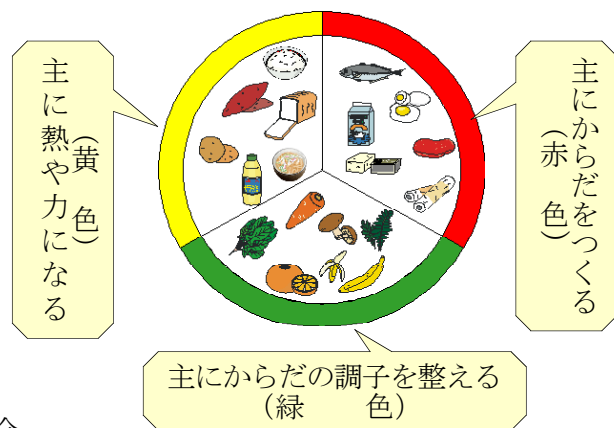 主に熱や力になる
（黄　色）
主にからだをつくる
（赤　色）
主にからだの調子を整える
（緑　　色）